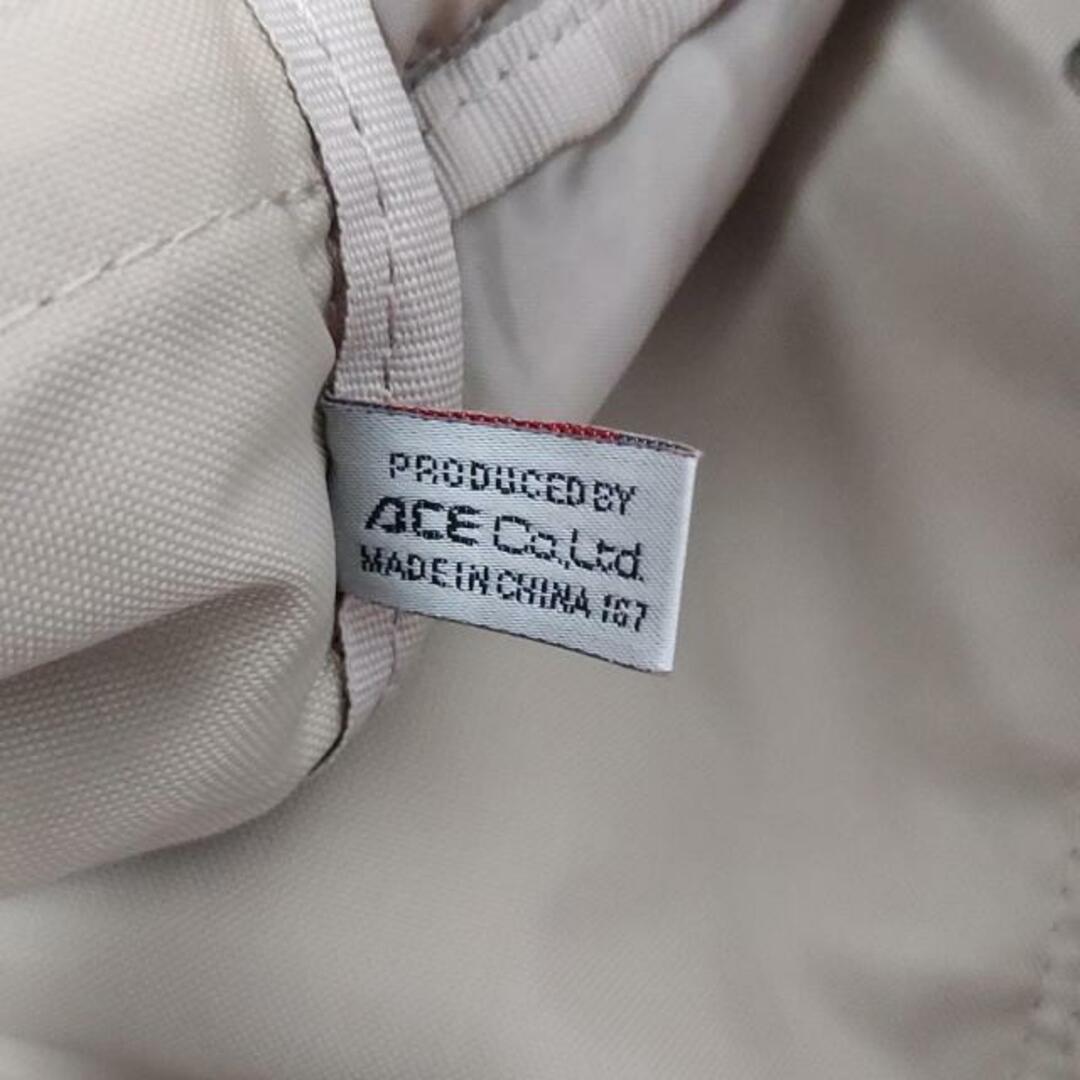 PRODUCED BY
ACE Co.,Ltd.
MADE IN CHINA 167